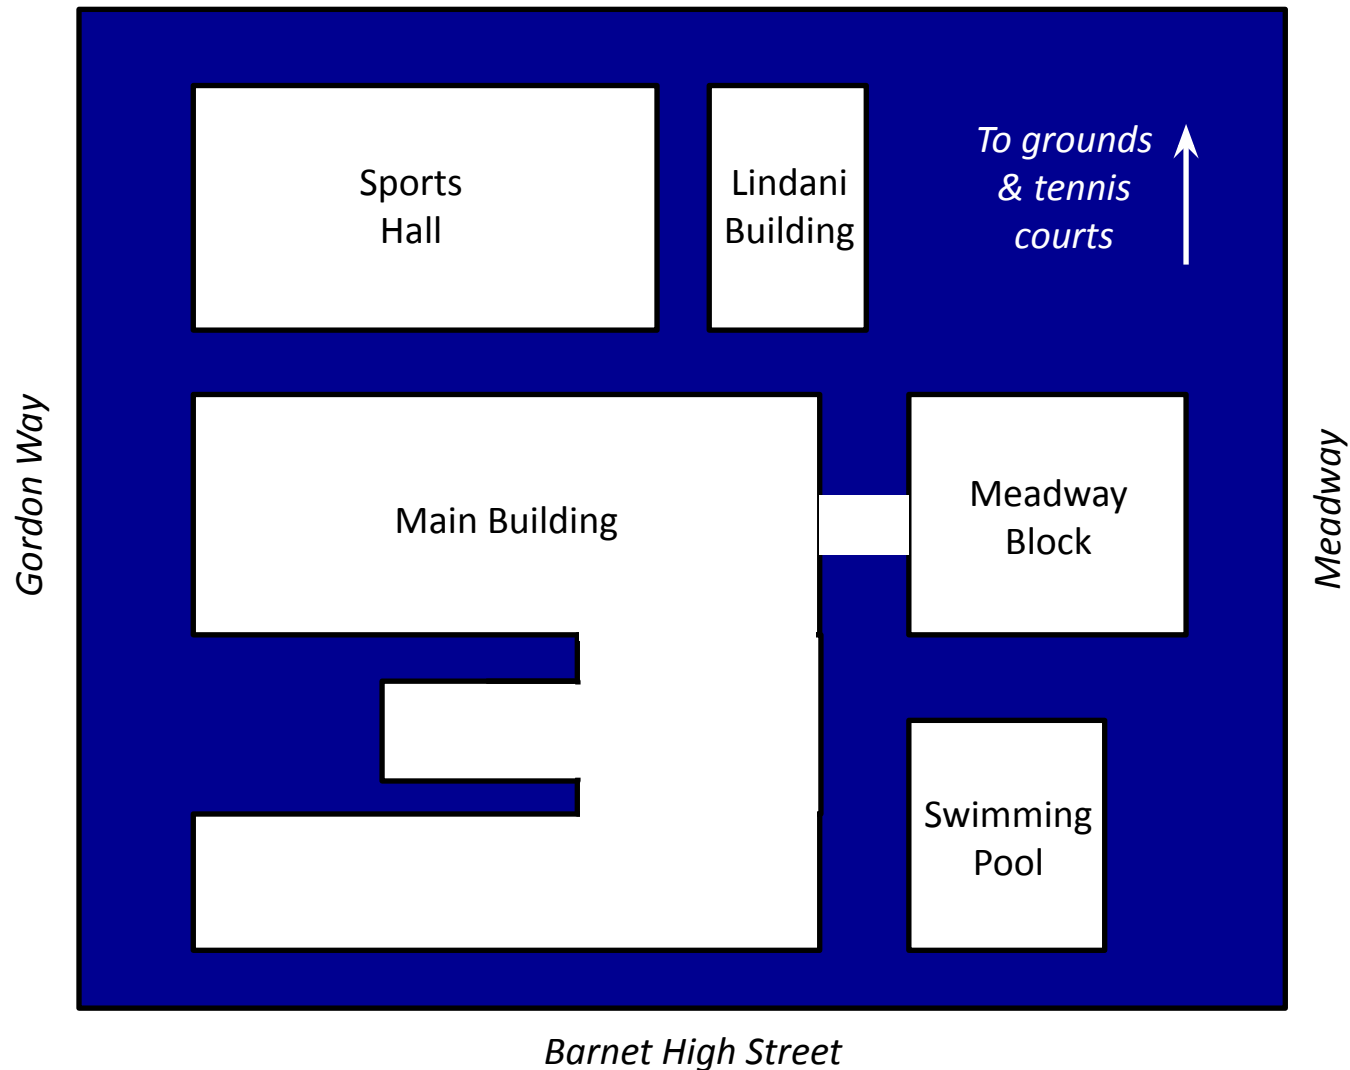 Sports
Hall
Lindani
Building
To grounds
& tennis
courts
Gordon Way
Main Building
Meadway
Block
Meadway
Swimming
Pool
Barnet High Street